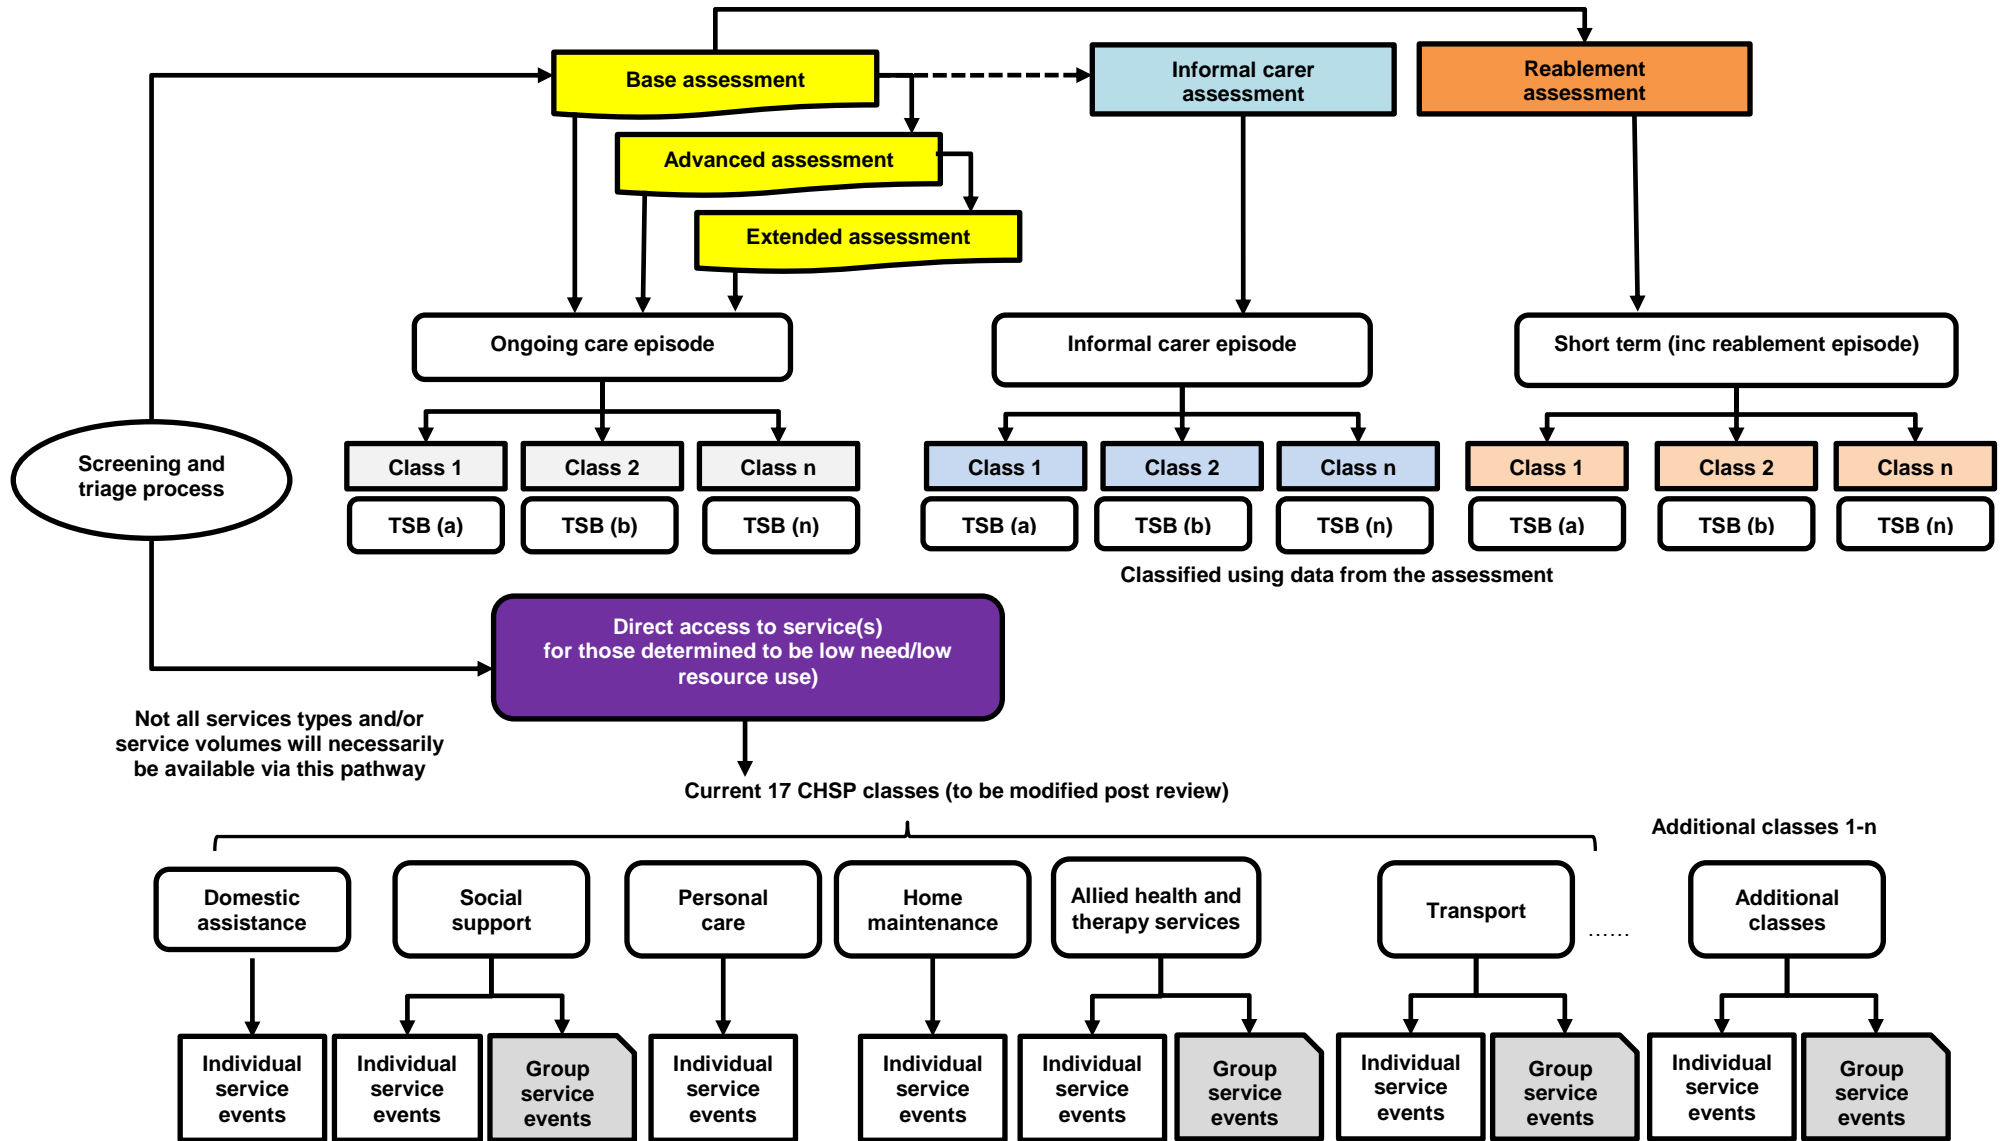 Base assessment
Informal carer
assessment
Reablement
assessment
Advanced assessment
Extended assessment
Ongoing care episode
Informal carer episode
Short term (inc reablement episode)
Screening and
triage process
Class 1
Class 2
Class n
Class 1
Class 2
Class n
Class 1
Class 2
Class n
TSB (a)
TSB (b)
TSB (n)
TSB (a)
TSB (b)
TSB (n)
TSB (a)
TSB (b)
TSB (n)
Classified using data from the assessment
Direct access to service(s)
for those determined to be low need/low
resource use)
Not all services types and/or
service volumes will necessarily
be available via this pathway
Current 17 CHSP classes (to be modified post review)
Additional classes 1-n
Domestic
assistance
Social
support
Personal
care
Home
maintenance
Allied health and
therapy services
Transport
......
Additional
classes
Individual
service
events
Individual
service
events
Group
service
events
Individual
service
events
Individual
service
events
Individual
service
events
Group
service
events
Individual
service
events
Group
service
events
Individual
service
events
Group
service
events